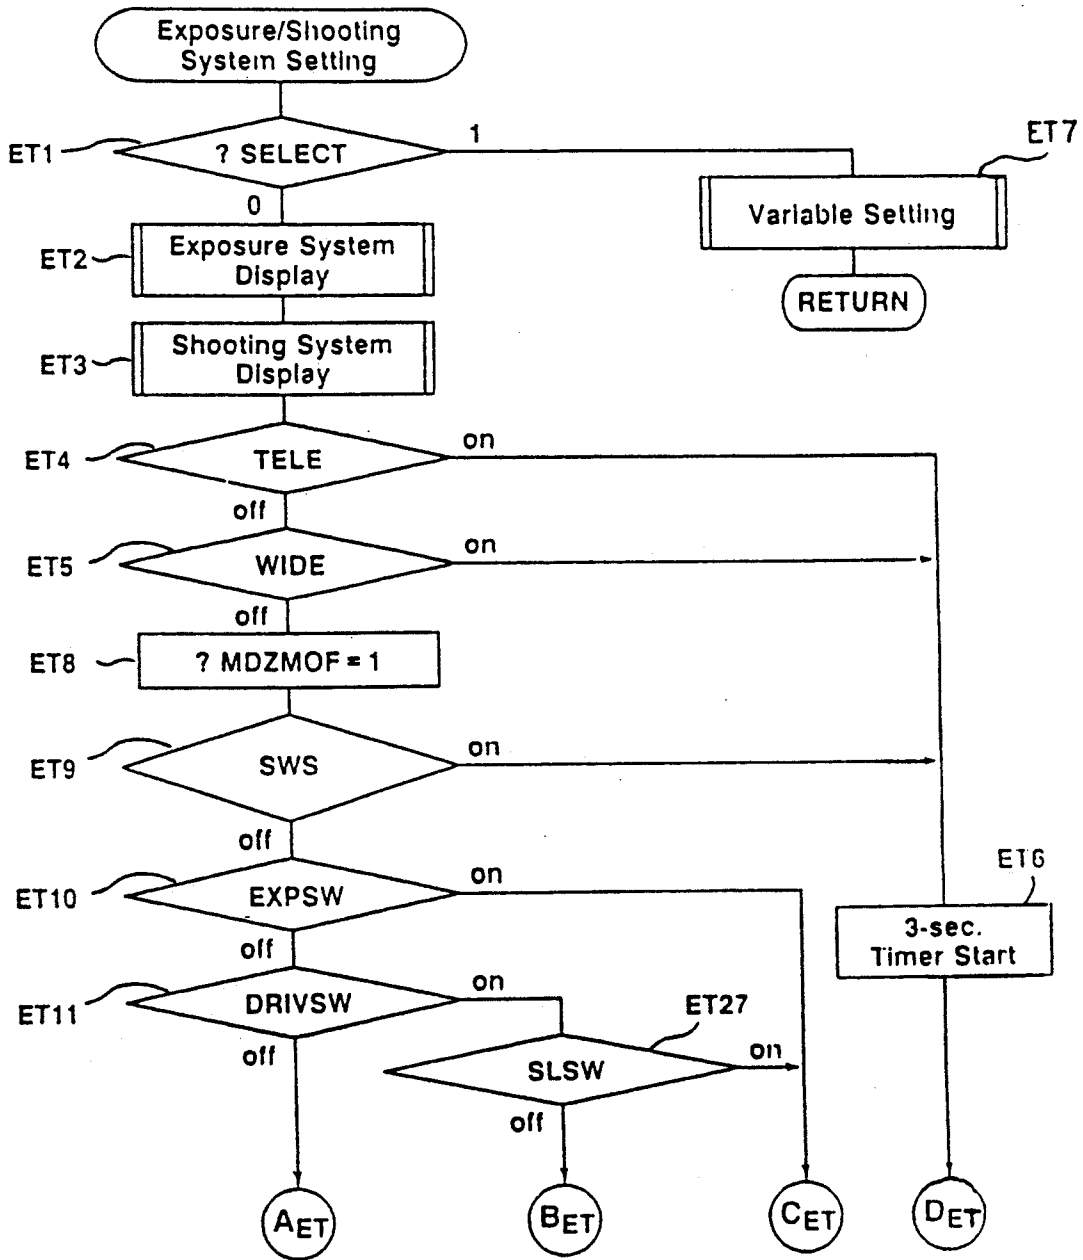 Exposure/Shooting
System Setting
ET1
? SELECT
1
ET7
0
Variable Setting
ET2
Exposure System
Display
RETURN
ET3
Shooting System
Display
ET4
TELE
on
off
ET5
WIDE
on
off
ET8
? MDZMOF = 1
ET9
SWS
on
off
ET10
EXPSW
on
ET6
3-sec.
Timer Start
off
ET11
DRIVSW
on
ET27
off
SLSW
on
off
AET
BET
CET
DET